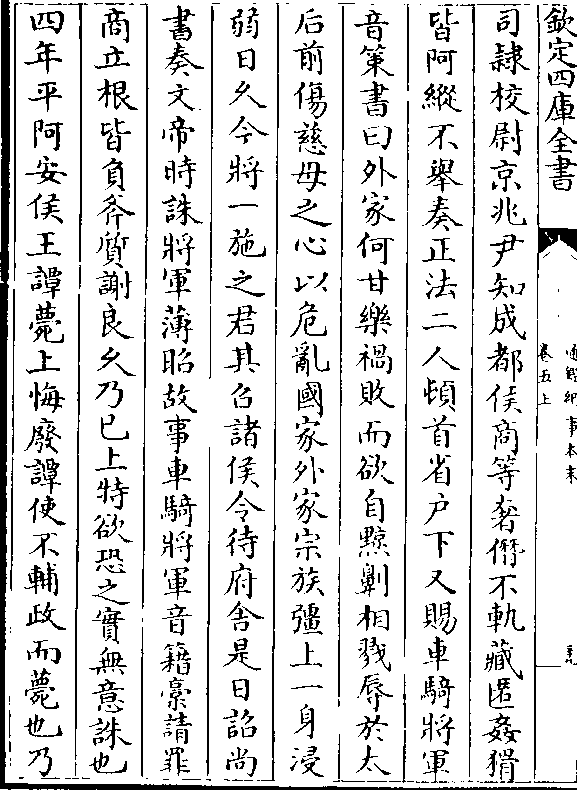 欽定四庫全書
通鑑紀事本末
卷五上
司隸校尉京兆尹知成都侯商等奢僭不軌藏匿姦猾
皆阿縱不舉奏正法二人頓首省户下又賜車騎將軍
音策書曰外家何甘樂禍敗而欲自黥劓相戮辱於太
后前傷慈母之心以危亂國家外家宗族彊上一身浸
弱日久今將一施之君其召諸侯令待府舍是日詔尚
書奏文帝時誅將軍薄昭故事車騎將軍音籍稾請罪
商立根皆負斧質謝良久乃已上特欲恐之實無意誅也
四年平阿安侯王譚薨上悔廢譚使不輔政而薨也乃